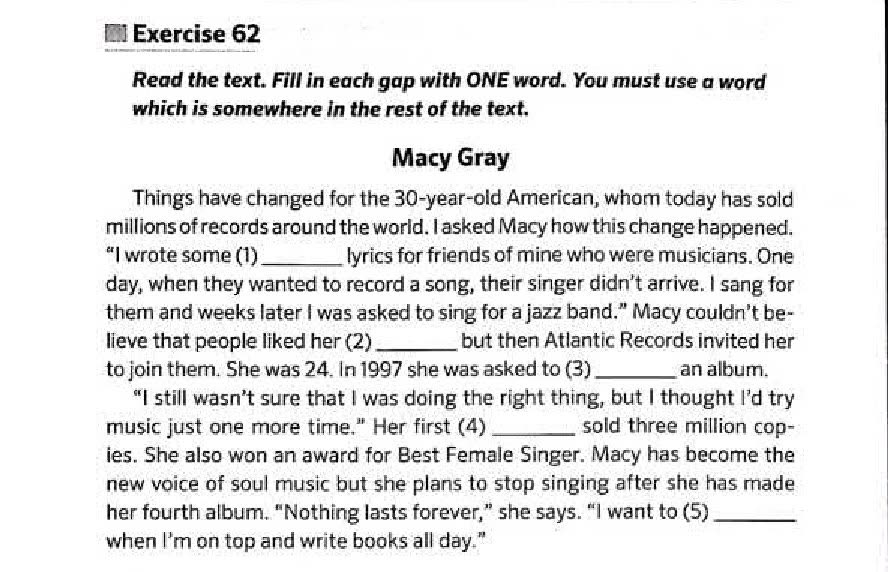 Exercise 62
Read the text. Fill in each gap with ONE word. You must use a word
which is somewhere in the rest of the text.
Macy Gray
Things have changed for the 30-year-old American, whom today has sold
millions of records around the world. I asked Macy how this change happened.
"I wrote some (1) ________ lyrics for friends of mine who were musicians. One
day, when they wanted to record a song, their singer didn't arrive. I sang for
them and weeks later I was asked to sing for a jazz band." Macy couldn't be-
lieve that people liked her (2) ________ but then Atlantic Records invited her
to join them. She was 24. In 1997 she was asked to (3) ________ an album.
"I still wasn't sure that I was doing the right thing, but I thought I'd try
music just one more time." Her first (4) ________ sold three million cop-
ies. She also won an award for Best Female Singer. Macy has become the
new voice of soul music but she plans to stop singing after she has made
her fourth album. "Nothing lasts forever," she says. "I want to (5) ________
when I'm on top and write books all day."